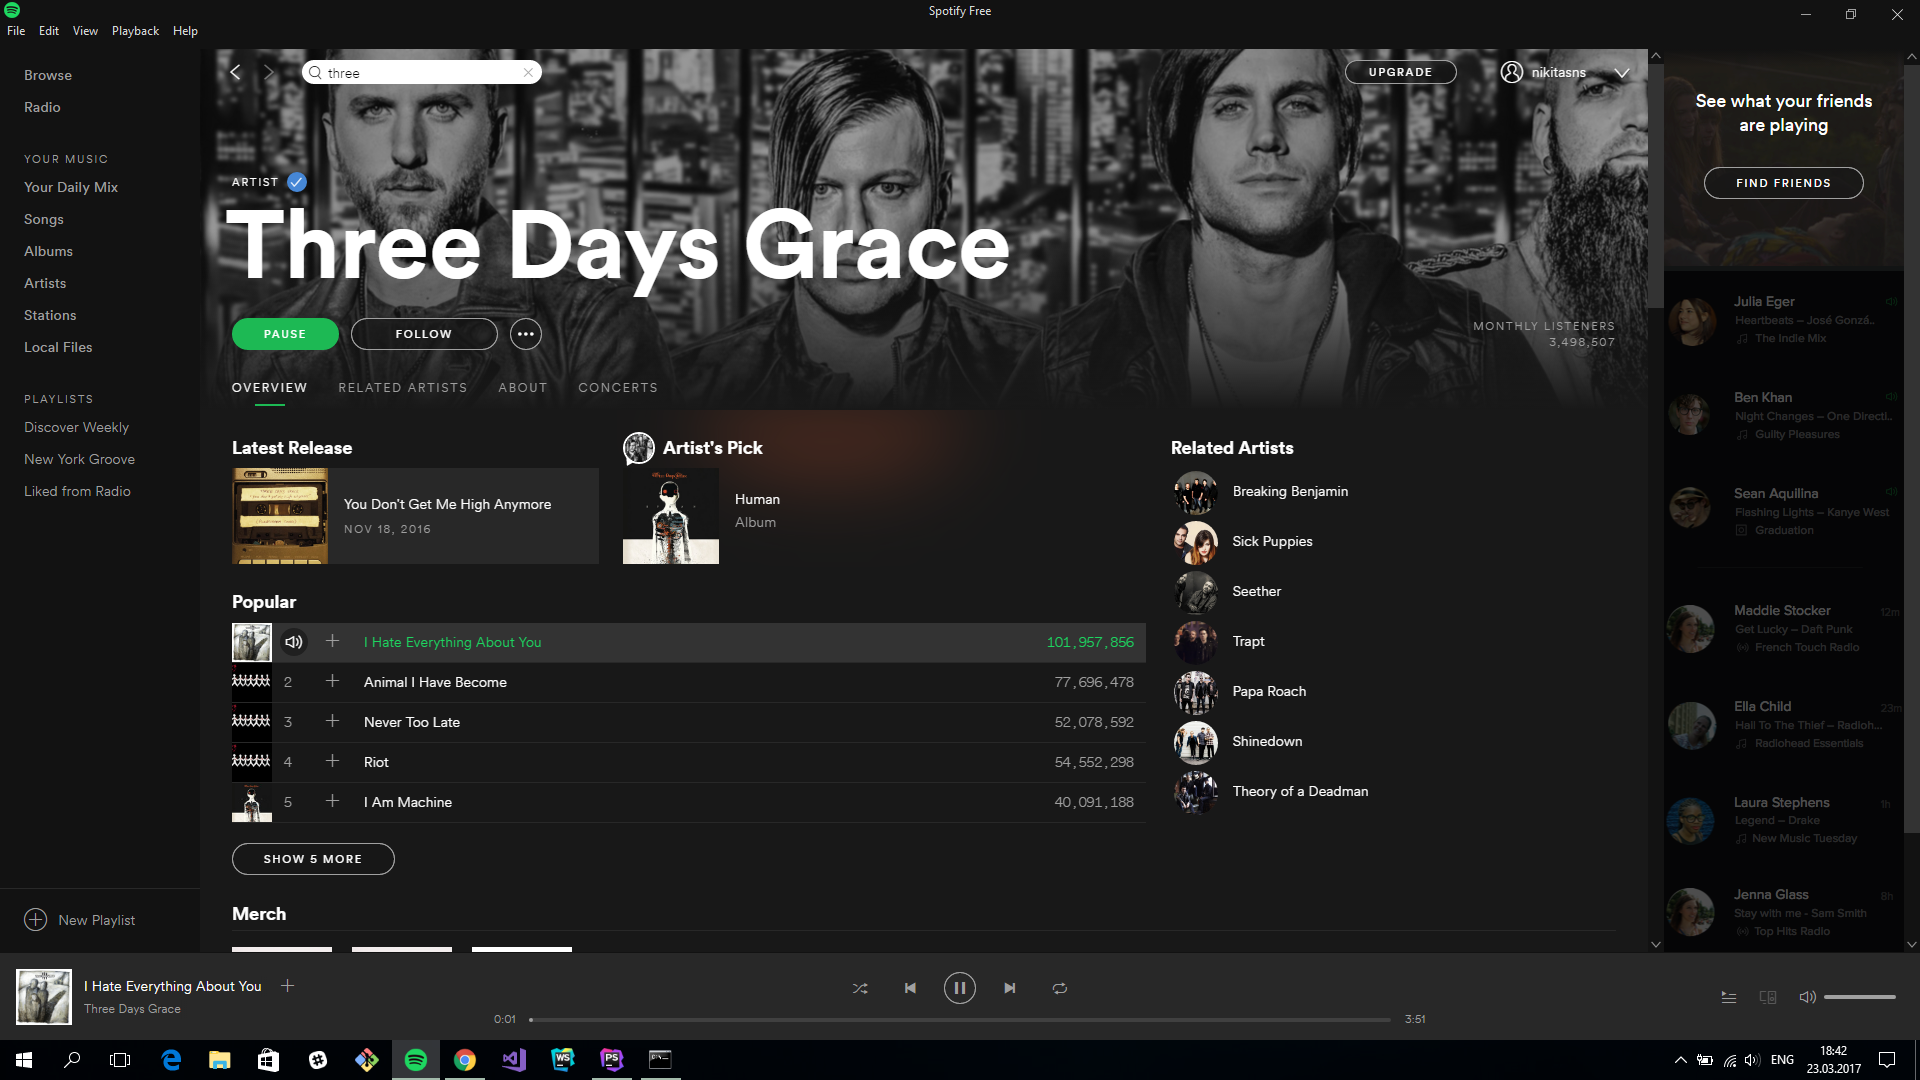 Spotify Free
File Edit View Playback Help
three
UPGRADE
nikitasns
Browse
Radio
YOUR MUSIC
Your Daily Mix
Songs
Albums
Artists
Stations
Local Files
PLAYLISTS
Discover Weekly
New York Groove
Liked from Radio
New Playlist
ARTIST
Three Days Grace
PAUSE
FOLLOW
MONTHLY LISTENERS
3,498,507
OVERVIEW RELATED ARTISTS ABOUT CONCERTS
Latest Release
You Don't Get Me High Anymore
NOV 18, 2016
Artist's Pick
Human
Album
Popular
I Hate Everything About You 101,957,856
2 Animal I Have Become 77,696,478
3 Never Too Late 52,078,592
4 Riot 54,552,298
5 I Am Machine 40,091,188
SHOW 5 MORE
Merch
Related Artists
Breaking Benjamin
Sick Puppies
Seether
Trapt
Papa Roach
Shinedown
Theory of a Deadman
See what your friends
are playing
FIND FRIENDS
Julia Eger
Heartbeats – José Gonzá..
The Indie Mix
Ben Khan
Night Changes – One Directi..
Guilty Pleasures
Sean Aquilina
Flashing Lights – Kanye West
Graduation
Maddie Stocker 12m
Get Lucky – Daft Punk
French Touch Radio
Ella Child 23m
Hail To The Thief – Radioh...
Radiohead Essentials
Laura Stephens 1h
Legend – Drake
New Music Tuesday
Jenna Glass 8h
Stay with me - Sam Smith
Top Hits Radio
I Hate Everything About You
Three Days Grace
0:01
3:51
WS
PS
ENG
18:42
23.03.2017